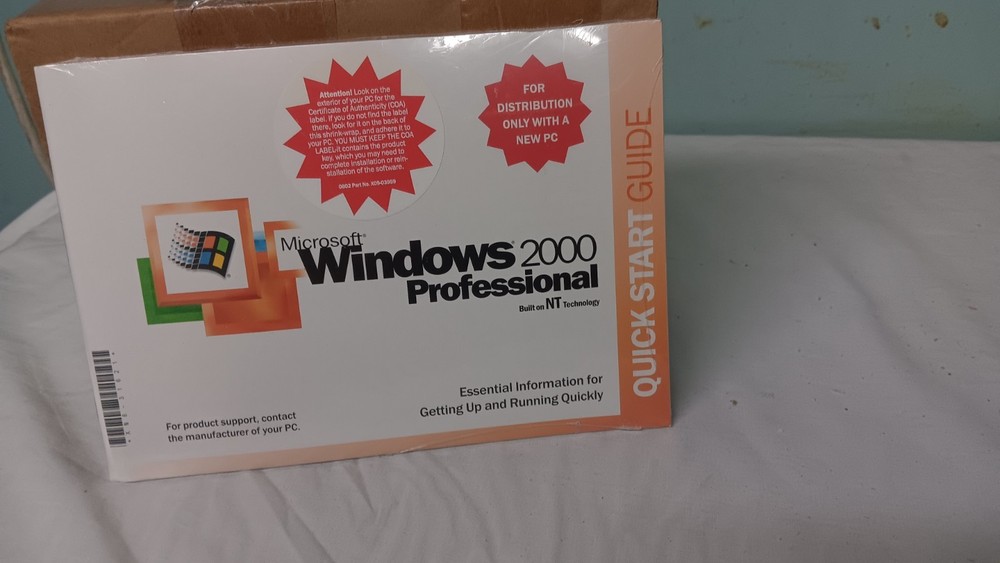 Attention! Look on the
exterior of your PC for the
Certificate of Authenticity (COA)
label. If you do not find the label
there, look for it on the back of
this shrink-wrap, and adhere it to
your PC. YOU MUST KEEP THE COA
LABEL-it contains the product
key, which you may need to
complete installation or rein-
stallation of the software.
FOR
DISTRIBUTION
ONLY WITH A
NEW PC
QUICK START GUIDE
Microsoft®
Windows® 2000
Professional
Built on NT Technology
Essential Information for
Getting Up and Running Quickly
For product support, contact
the manufacturer of your PC.